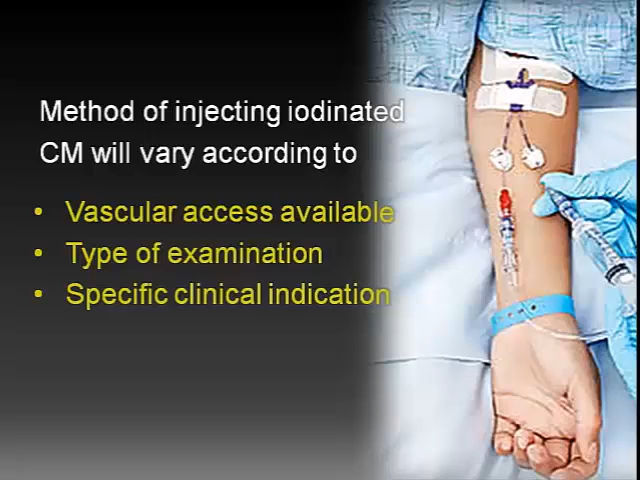 Method of injecting iodinated
CM will vary according to
• Vascular access available
• Type of examination
• Specific clinical indication